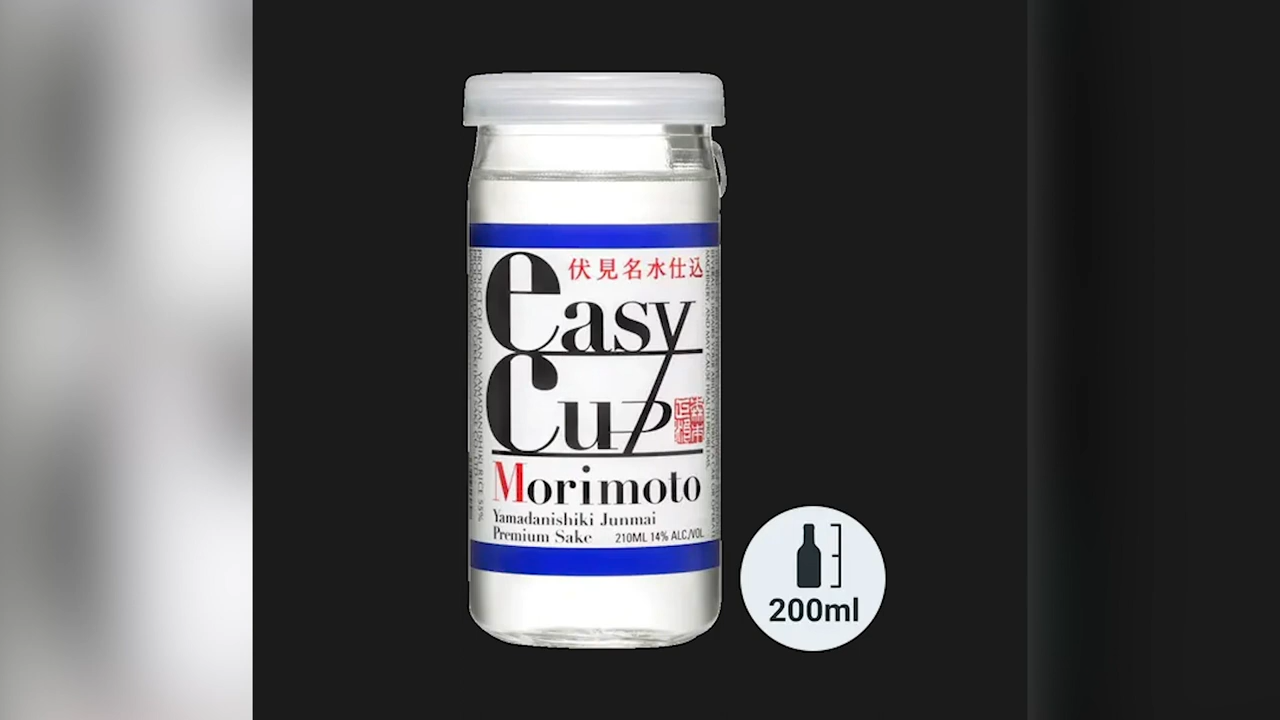 伏見名水仕込
easy
Cup
Morimoto
Yamadanishiki Junmai
Premium Sake 210ML 14% ALC./VOL.
200ml